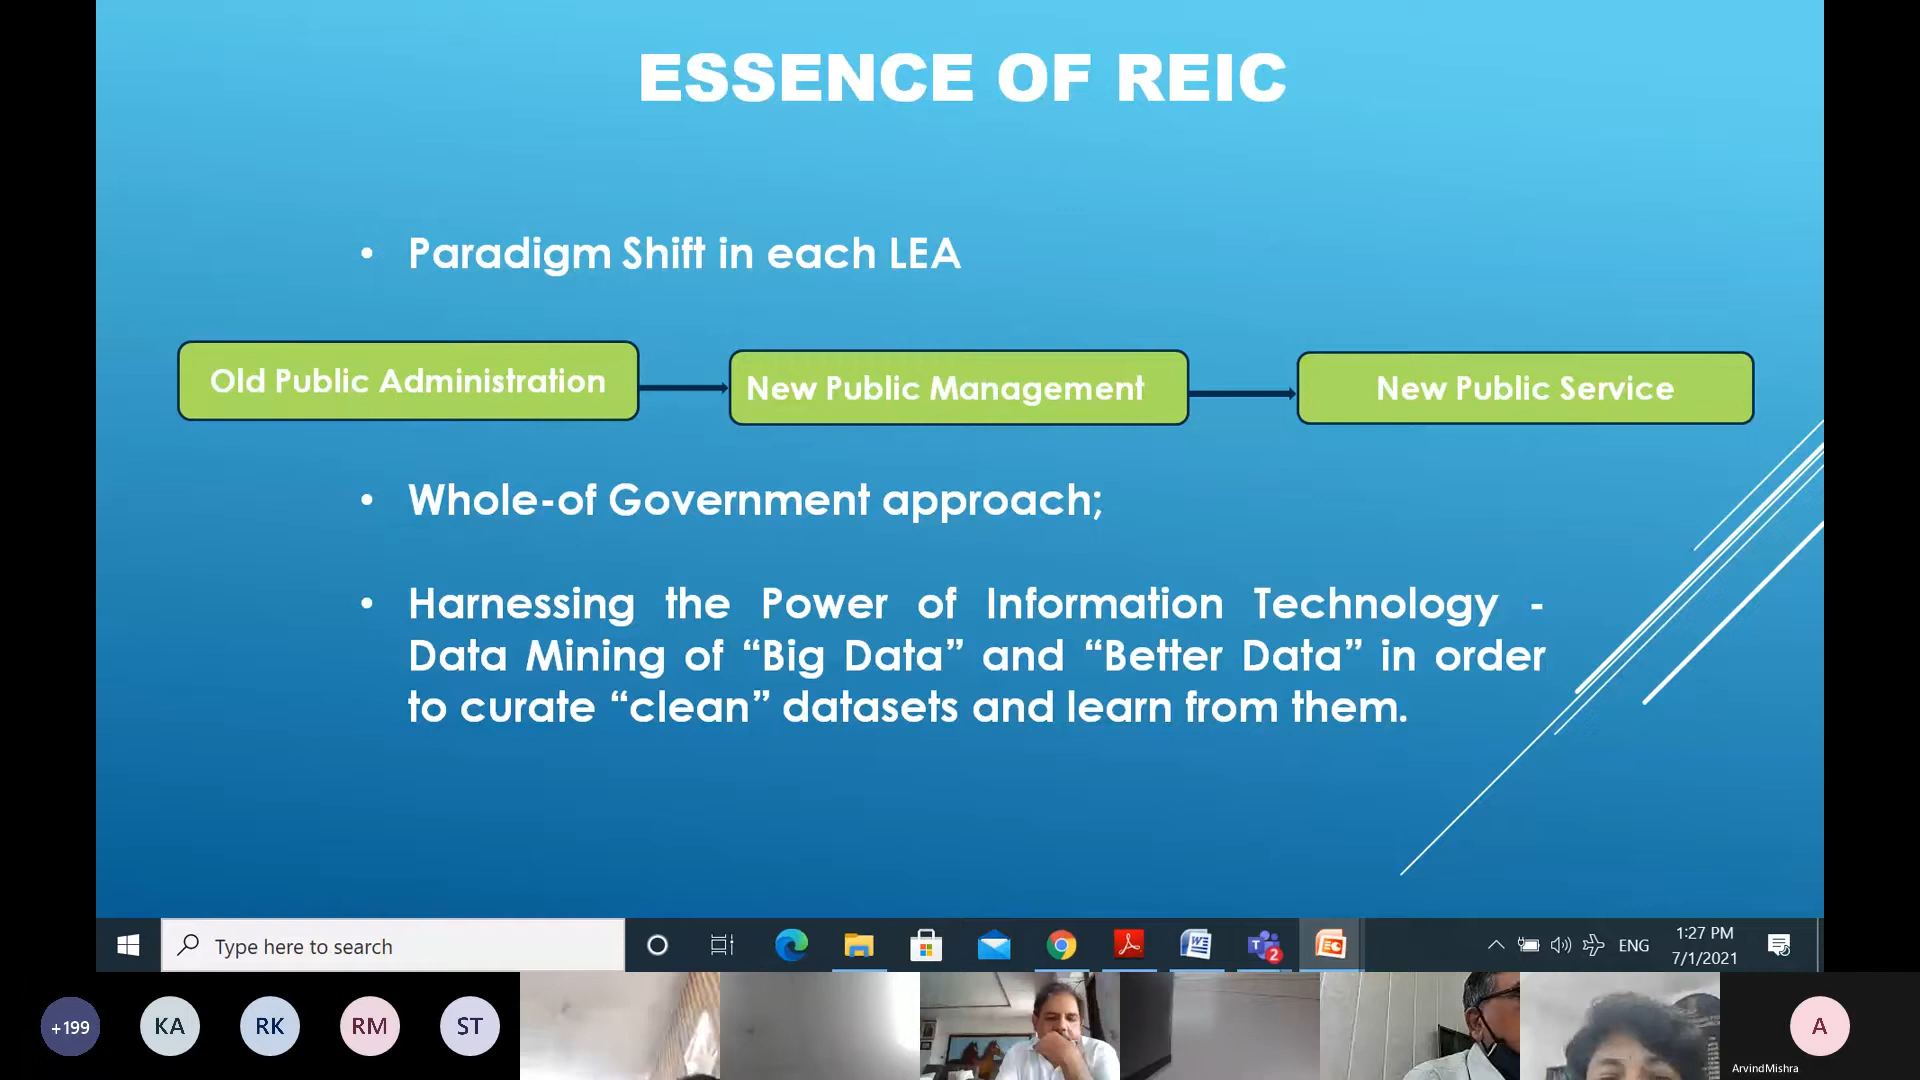 ESSENCE OF REIC
• Paradigm Shift in each LEA
Old Public Administration
New Public Management
New Public Service
• Whole-of Government approach;
• Harnessing the Power of Information Technology -
Data Mining of “Big Data” and “Better Data” in order
to curate “clean” datasets and learn from them.
Type here to search
2
ENG
1:27 PM
7/1/2021
+199
KA
RK
RM
ST
A
ArvindMishra